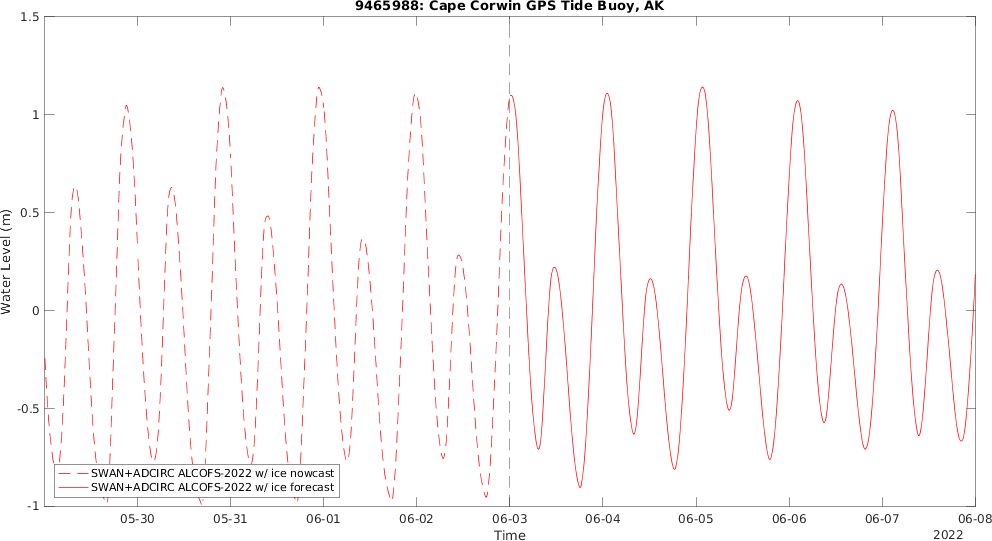 9465988: Cape Corwin GPS Tide Buoy, AK
1.5
1
0.5
0
-0.5
-1
Water Level (m)
SWAN+ADCIRC ALCOFS-2022 w/ ice nowcast
SWAN+ADCIRC ALCOFS-2022 w/ ice forecast
05-30 05-31 06-01 06-02 06-03 06-04 06-05 06-06 06-07 06-08
Time
2022